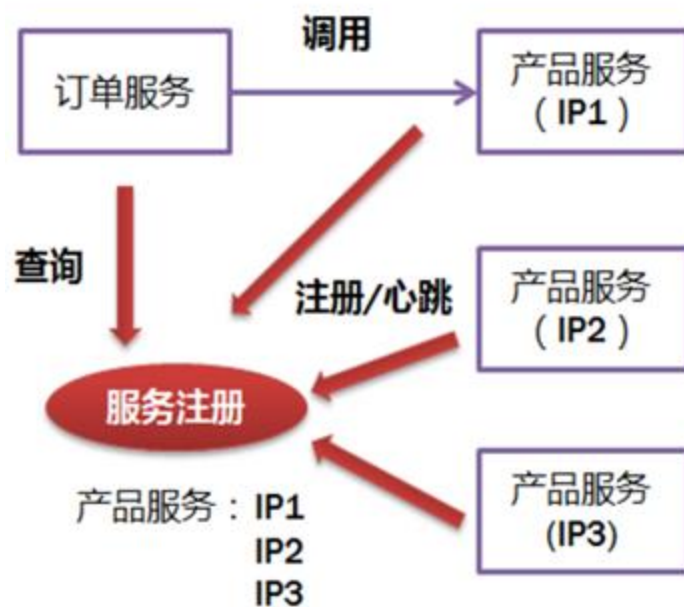 调用
订单服务
产品服务
（IP1）
查询
注册/心跳
产品服务
（IP2）
服务注册
产品服务：IP1
IP2
IP3
产品服务
(IP3)